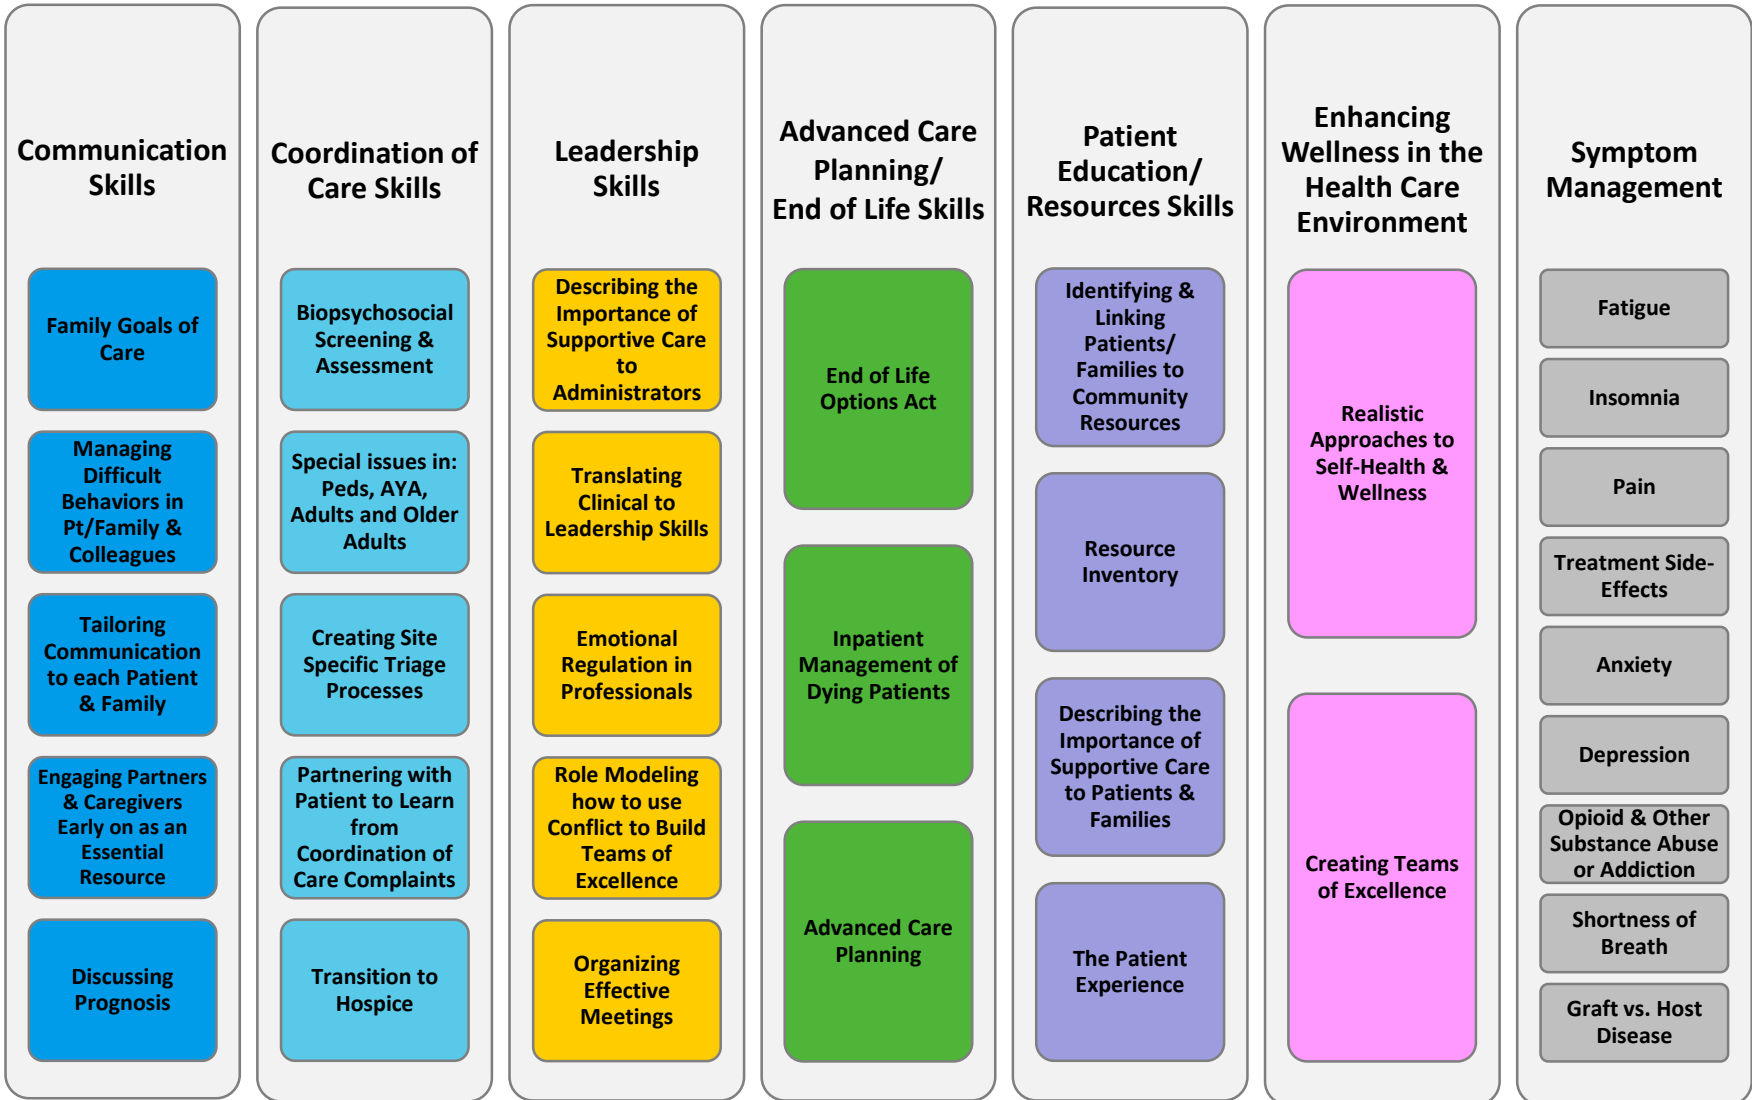 Communication
Skills
Family Goals of
Care
Managing
Difficult
Behaviors in
Pt/Family &
Colleagues
Tailoring
Communication
to each Patient
& Family
Engaging Partners
& Caregivers
Early on as an
Essential
Resource
Discussing
Prognosis
Coordination of
Care Skills
Biopsychosocial
Screening &
Assessment
Special issues in:
Peds, AYA,
Adults and Older
Adults
Creating Site
Specific Triage
Processes
Partnering with
Patient to Learn
from
Coordination of
Care Complaints
Transition to
Hospice
Leadership
Skills
Describing the
Importance of
Supportive Care
to
Administrators
Translating
Clinical to
Leadership Skills
Emotional
Regulation in
Professionals
Role Modeling
how to use
Conflict to Build
Teams of
Excellence
Organizing
Effective
Meetings
Advanced Care
Planning/
End of Life Skills
End of Life
Options Act
Inpatient
Management of
Dying Patients
Advanced Care
Planning
Patient
Education/
Resources Skills
Identifying &
Linking
Patients/
Families to
Community
Resources
Resource
Inventory
Describing the
Importance of
Supportive Care
to Patients &
Families
The Patient
Experience
Enhancing
Wellness in the
Health Care
Environment
Realistic
Approaches to
Self-Health &
Wellness
Creating Teams
of Excellence
Symptom
Management
Fatigue
Insomnia
Pain
Treatment Side-
Effects
Anxiety
Depression
Opioid & Other
Substance Abuse
or Addiction
Shortness of
Breath
Graft vs. Host
Disease